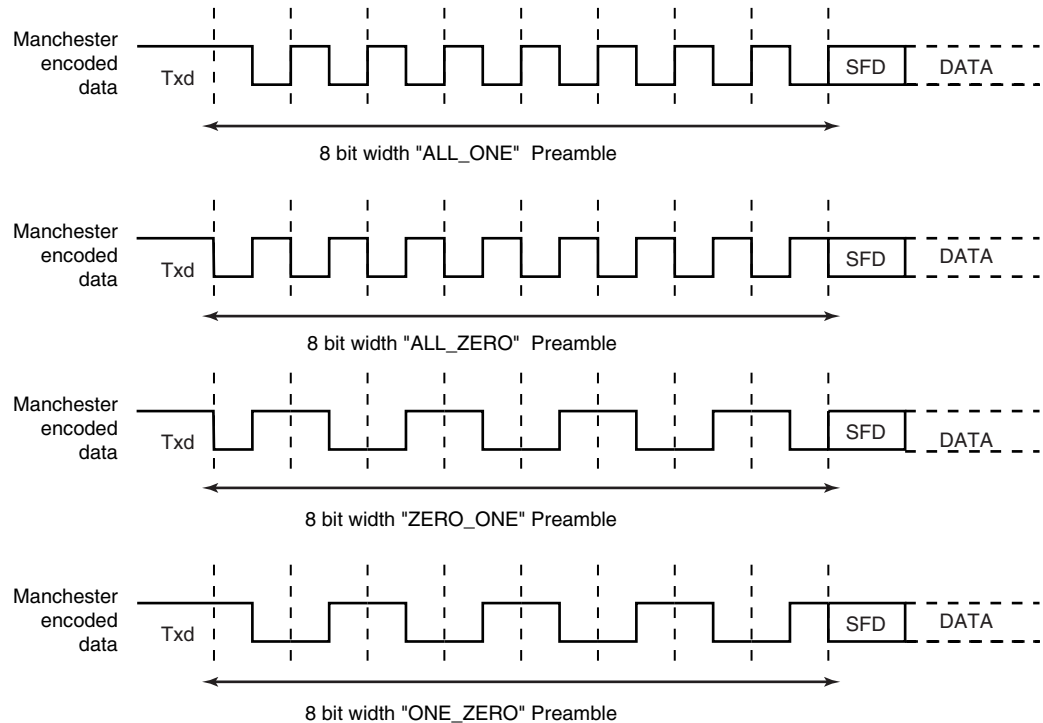 Manchester
encoded
data
Txd
SFD
DATA
8 bit width "ALL_ONE" Preamble
Manchester
encoded
data
Txd
SFD
DATA
8 bit width "ALL_ZERO" Preamble
Manchester
encoded
data
Txd
SFD
DATA
8 bit width "ZERO_ONE" Preamble
Manchester
encoded
data
Txd
SFD
DATA
8 bit width "ONE_ZERO" Preamble